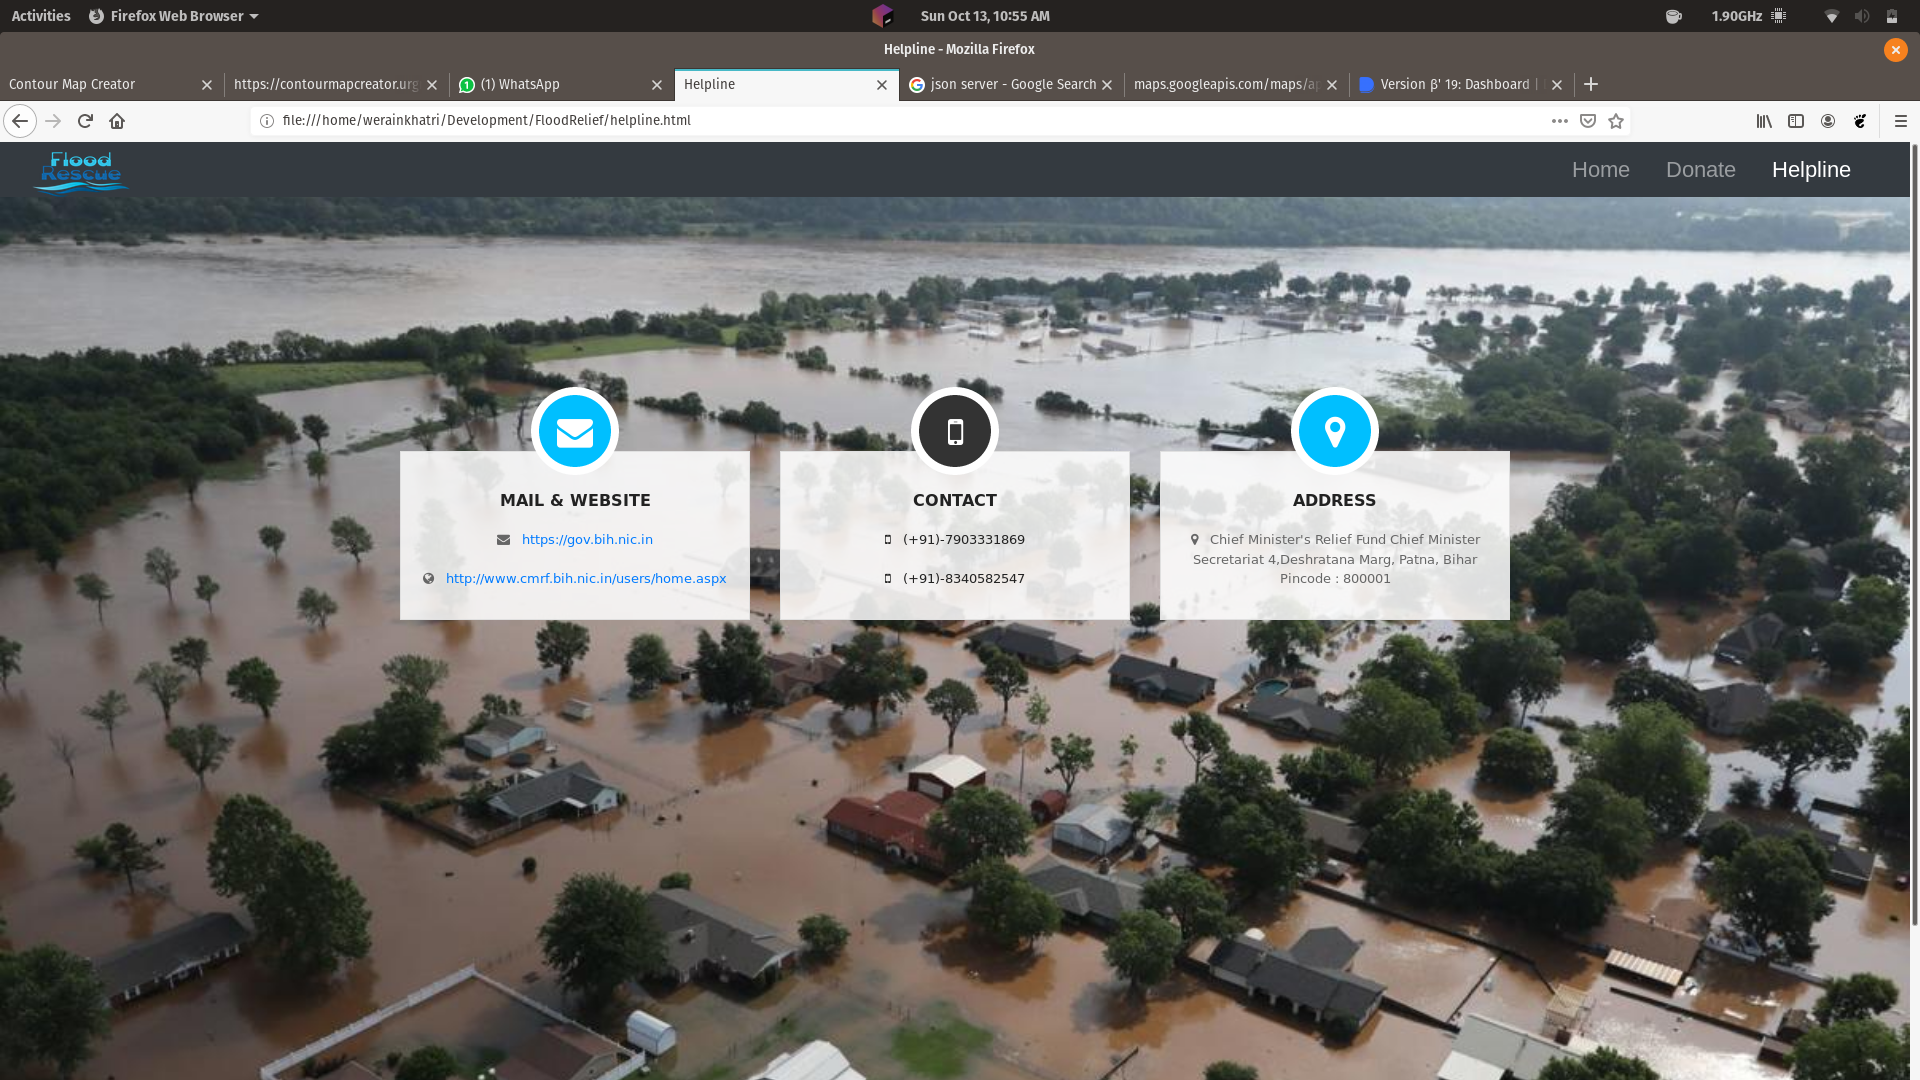 Activities
Firefox Web Browser
Sun Oct 13, 10:55 AM
1.90GHz
Helpline - Mozilla Firefox
Contour Map Creator
https://contourmapcreator.urg
(1) WhatsApp
Helpline
json server - Google Search
maps.googleapis.com/maps/ap
Version β' 19: Dashboard |
file:///home/werainkhatri/Development/FloodRelief/helpline.html
Flood
Rescue
Home
Donate
Helpline
MAIL & WEBSITE
https://gov.bih.nic.in
http://www.cmrf.bih.nic.in/users/home.aspx
CONTACT
(+91)-7903331869
(+91)-8340582547
ADDRESS
Chief Minister's Relief Fund Chief Minister
Secretariat 4,Deshratana Marg, Patna, Bihar
Pincode : 800001